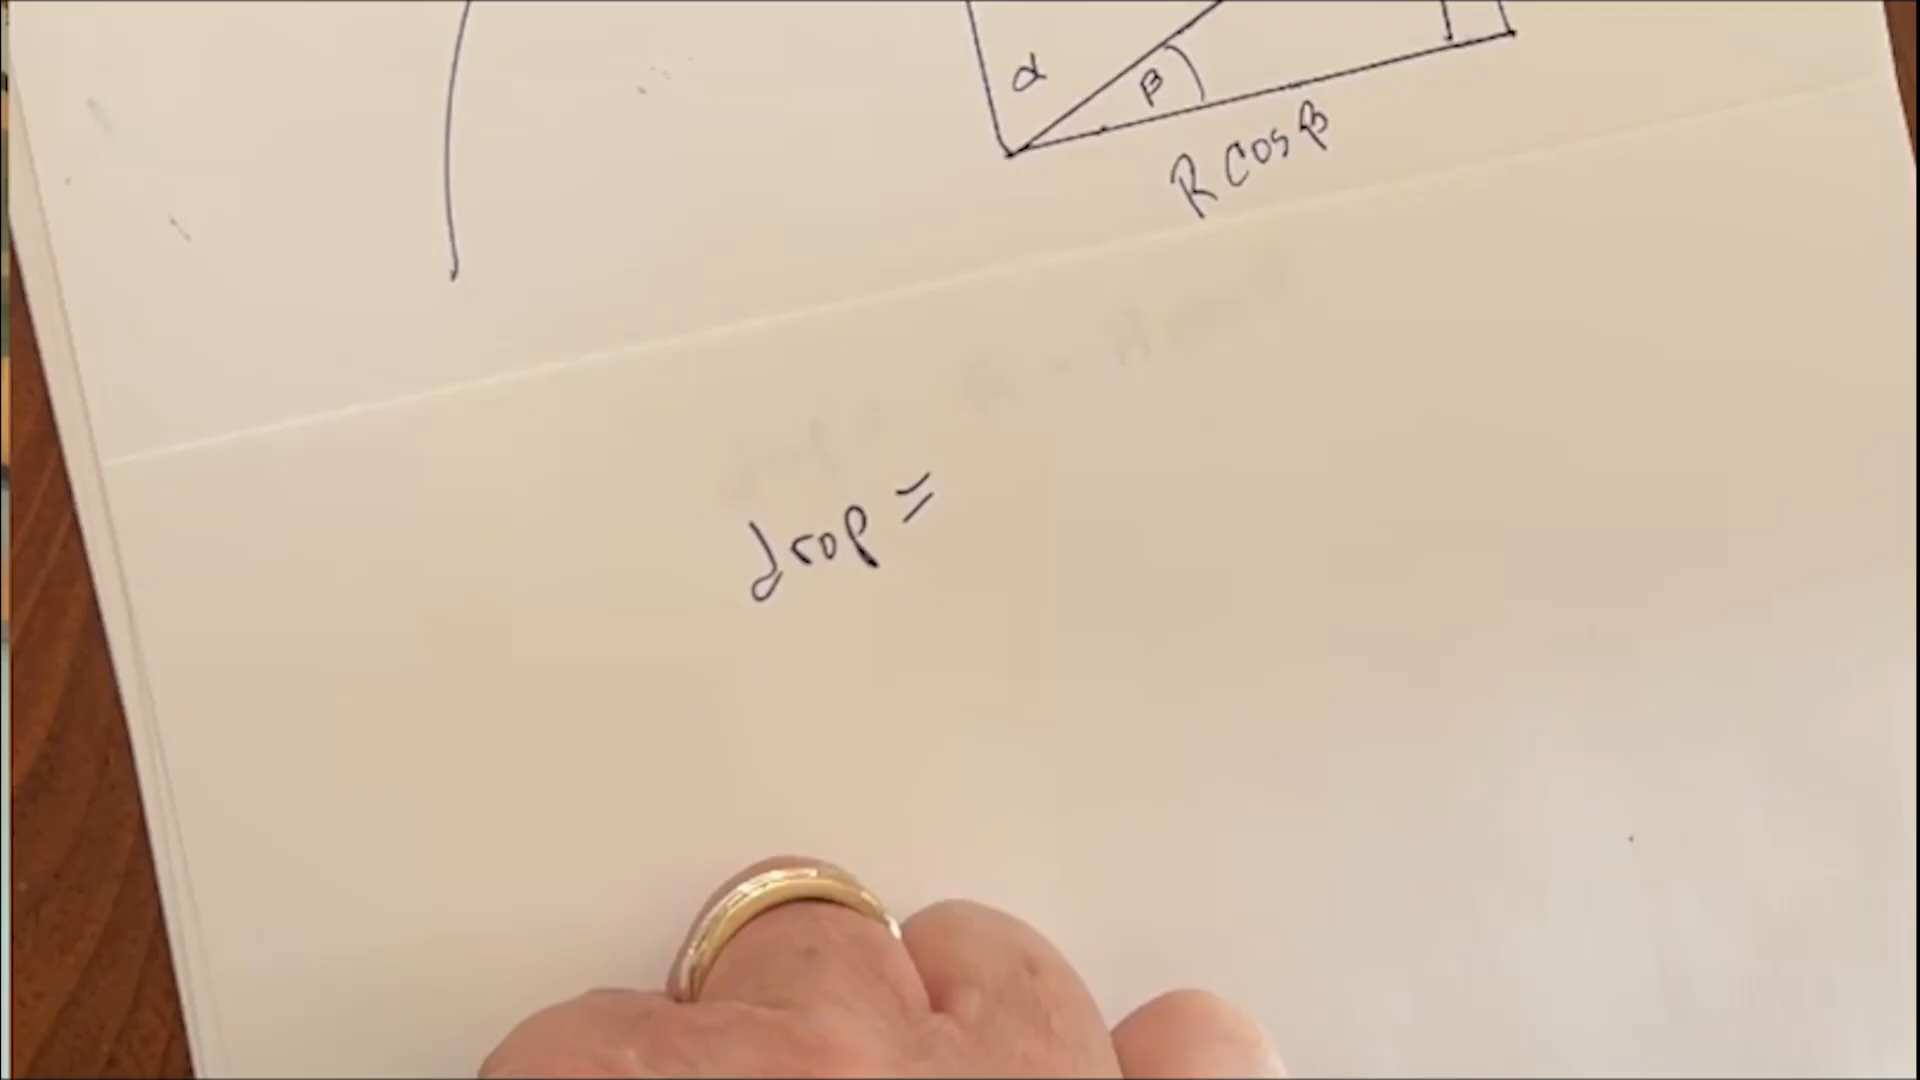 α
β
R cos β
drop =